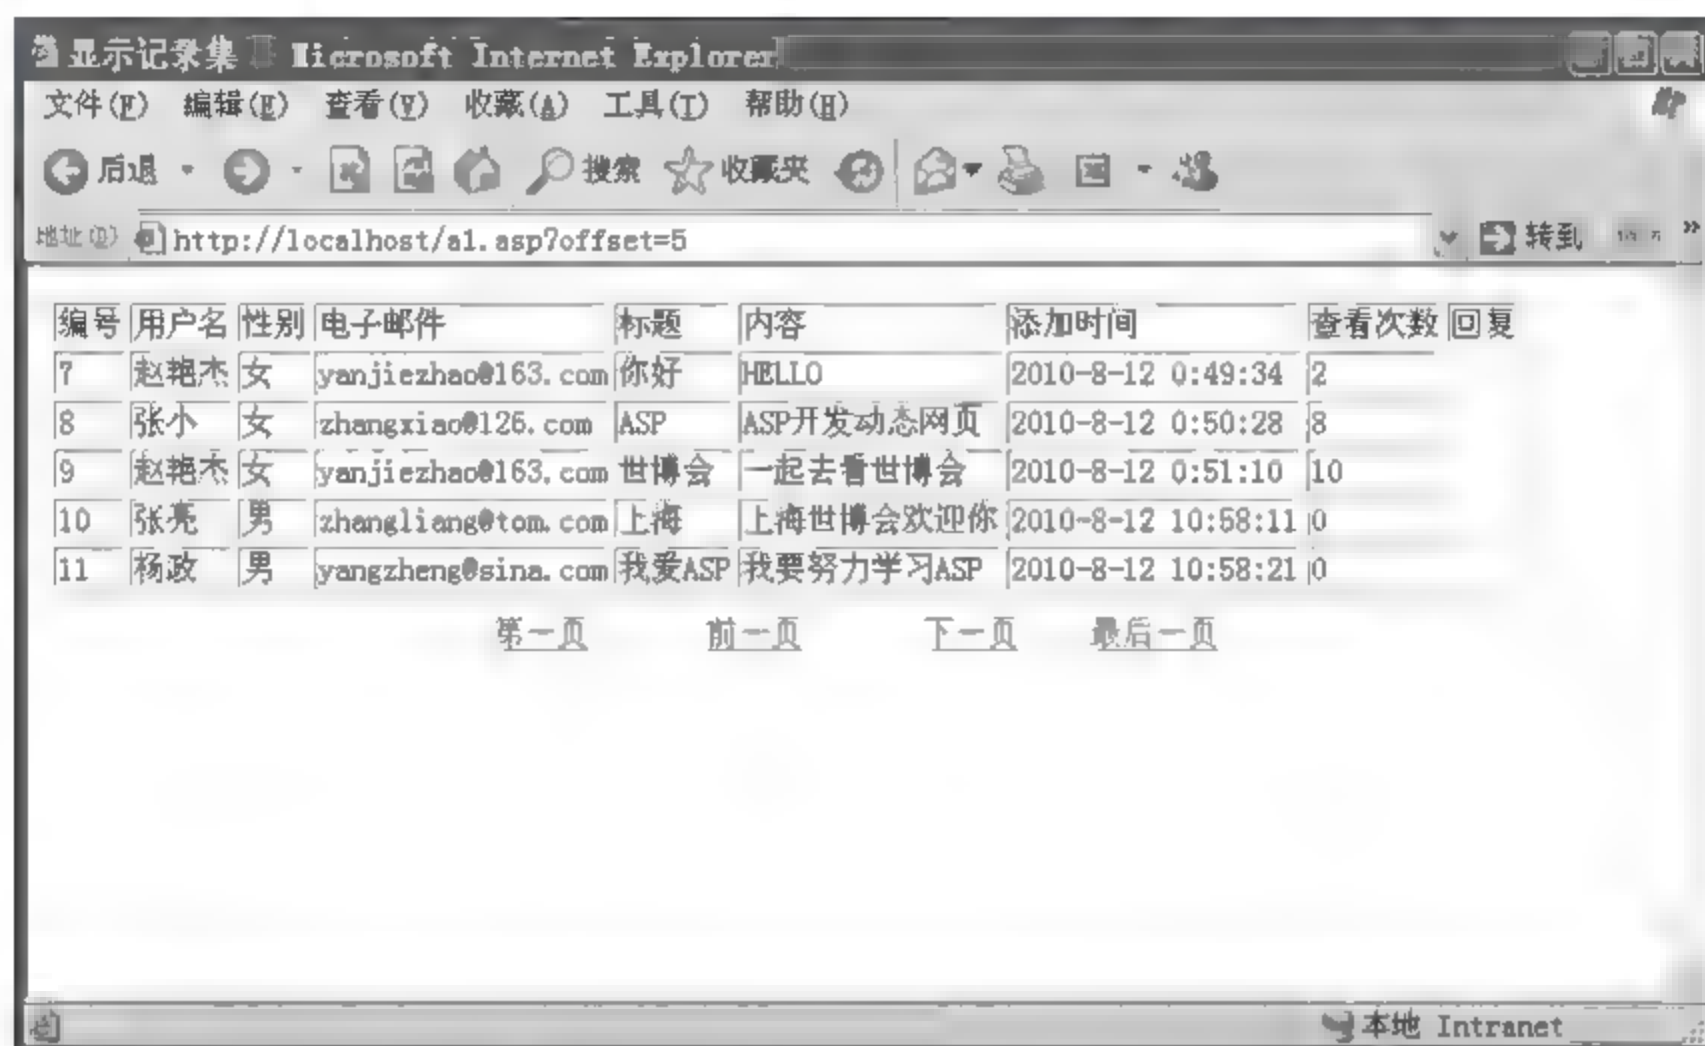 显示记录集 - Microsoft Internet Explorer
文件(F) 编辑(E) 查看(V) 收藏(A) 工具(T) 帮助(H)
后退 搜索 收藏夹
地址(D) http://localhost/a1.asp?offset=5 转到 »
编号 用户名 性别 电子邮件 标题 内容 添加时间 查看次数 回复
7 赵艳杰 女 yanjiezhao@163.com 你好 HELLO 2010-8-12 0:49:34 2
8 张小 女 zhangxiao@126.com ASP ASP开发动态网页 2010-8-12 0:50:28 8
9 赵艳杰 女 yanjiezhao@163.com 世博会 一起去看世博会 2010-8-12 0:51:10 10
10 张亮 男 zhangliang@tom.com 上海 上海世博会欢迎你 2010-8-12 10:58:11 0
11 杨政 男 yangzheng@sina.com 我爱ASP 我要努力学习ASP 2010-8-12 10:58:21 0
第一页 前一页 下一页 最后一页
本地 Intranet